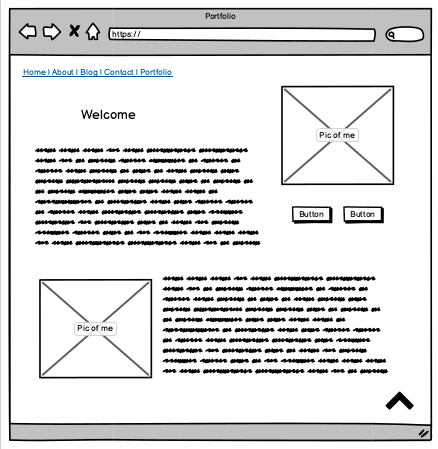 Portfolio
https://
Home | About | Blog | Contact | Portfolio
Welcome
Pic of me
Button Button
Pic of me